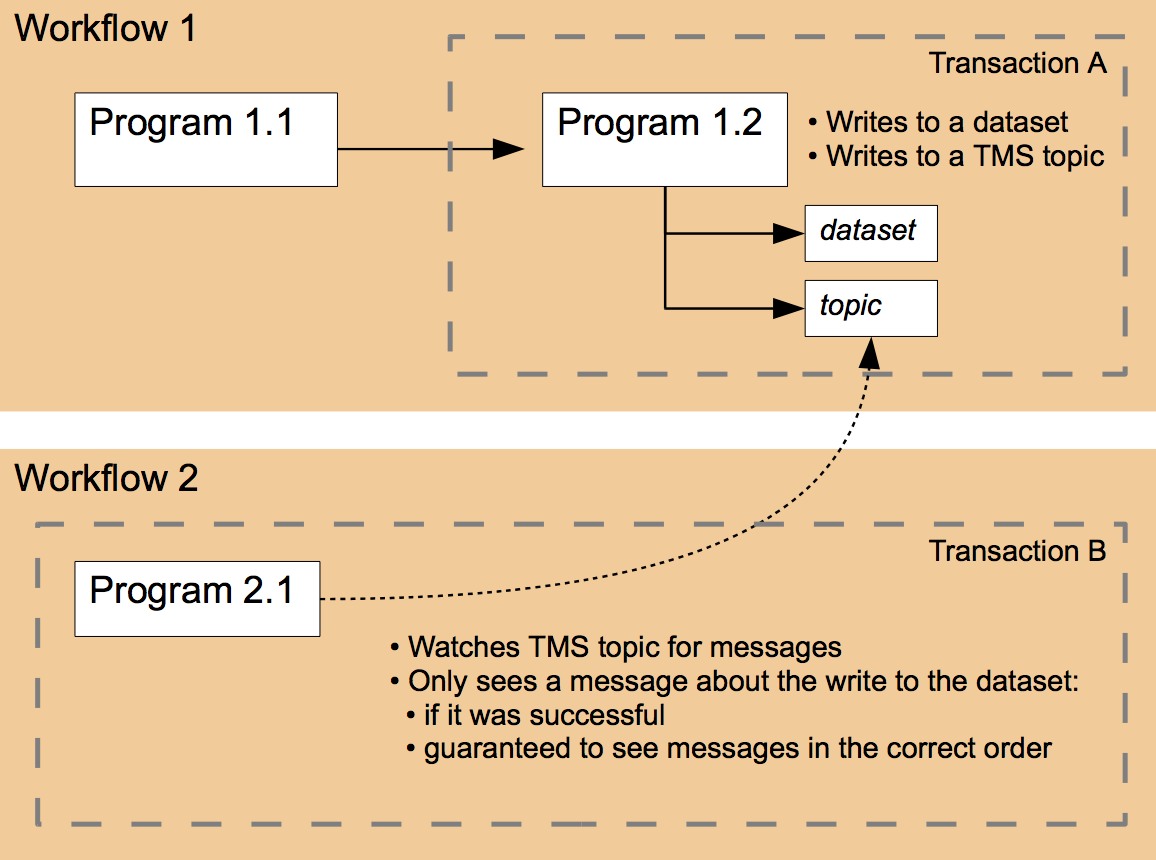 Workflow 1
Transaction A
Program 1.1
Program 1.2
• Writes to a dataset
• Writes to a TMS topic
dataset
topic
Workflow 2
Transaction B
Program 2.1
• Watches TMS topic for messages
• Only sees a message about the write to the dataset:
• if it was successful
• guaranteed to see messages in the correct order